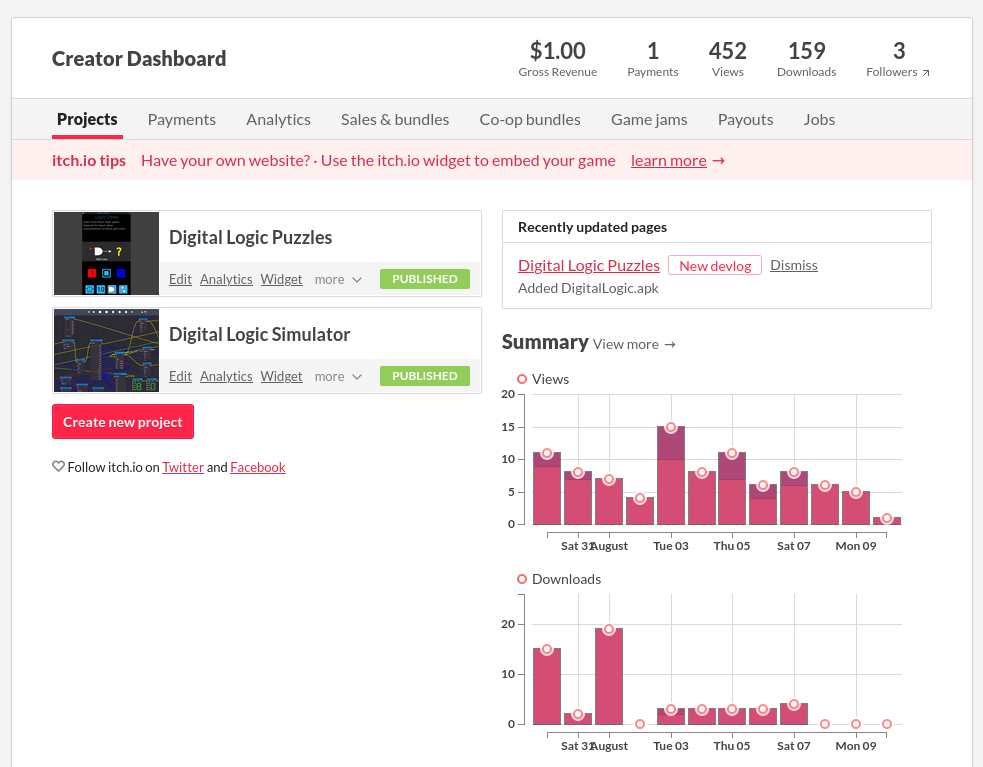 Creator Dashboard
$1.00 1 452 159 3
Gross Revenue Payments Views Downloads Followers ↗
Projects Payments Analytics Sales & bundles Co-op bundles Game jams Payouts Jobs
itch.io tips Have your own website? · Use the itch.io widget to embed your game learn more →
Digital Logic Puzzles
Edit Analytics Widget more PUBLISHED
Digital Logic Simulator
Edit Analytics Widget more PUBLISHED
Create new project
Follow itch.io on Twitter and Facebook
Recently updated pages
Digital Logic Puzzles New devlog Dismiss
Added DigitalLogic.apk
Summary View more →
Views
20
15
10
5
0
Sat 31 August Tue 03 Thu 05 Sat 07 Mon 09
Downloads
20
10
0
Sat 31 August Tue 03 Thu 05 Sat 07 Mon 09